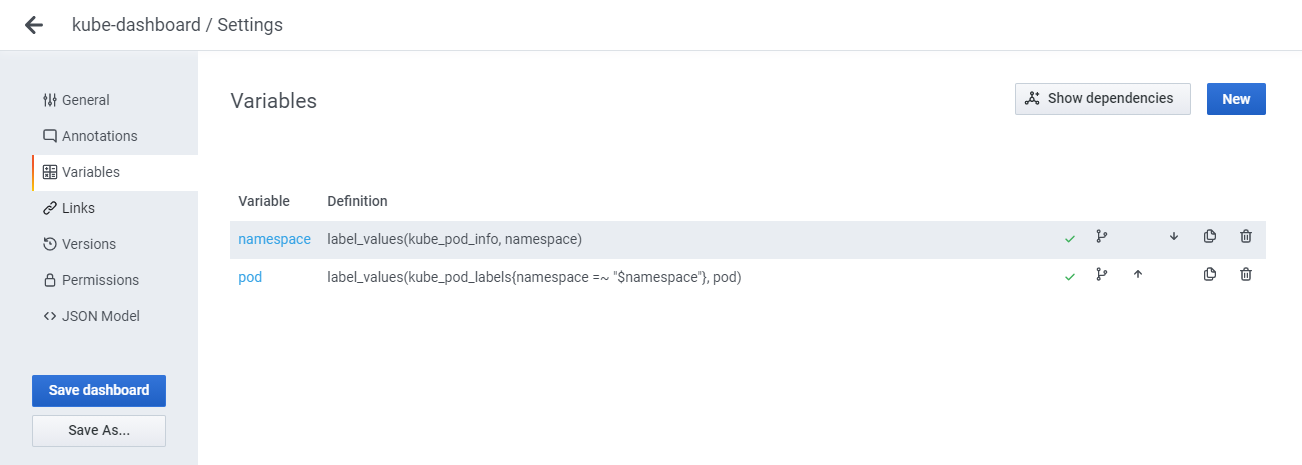 kube-dashboard / Settings
General
Annotations
Variables
Links
Versions
Permissions
JSON Model
Save dashboard
Save As...
Variables
Show dependencies
New
Variable Definition
namespace label_values(kube_pod_info, namespace)
pod label_values(kube_pod_labels{namespace =~ "$namespace"}, pod)